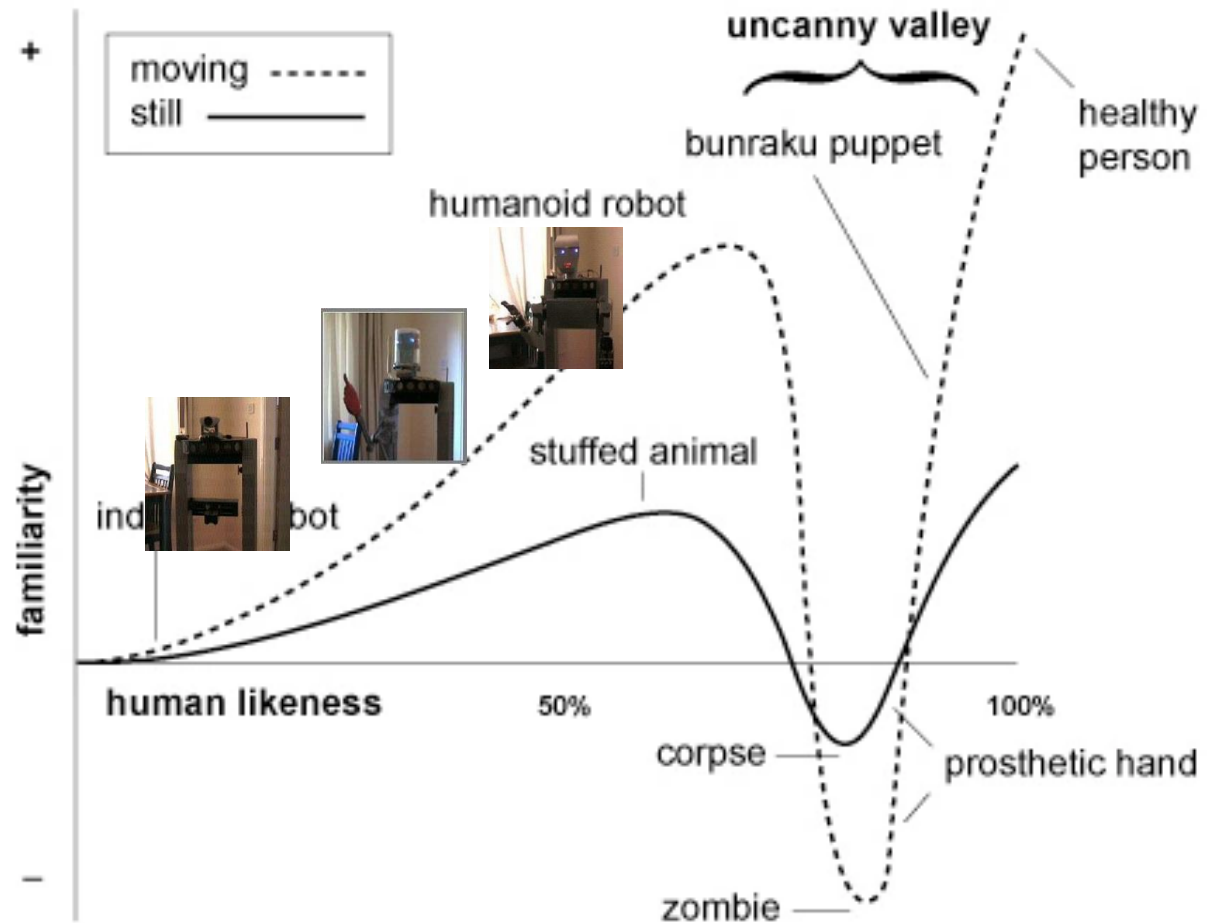 +
uncanny valley
moving
still
healthy
person
bunraku puppet
humanoid robot
stuffed animal
familiarity
human likeness
50%
100%
corpse
prosthetic hand
–
zombie